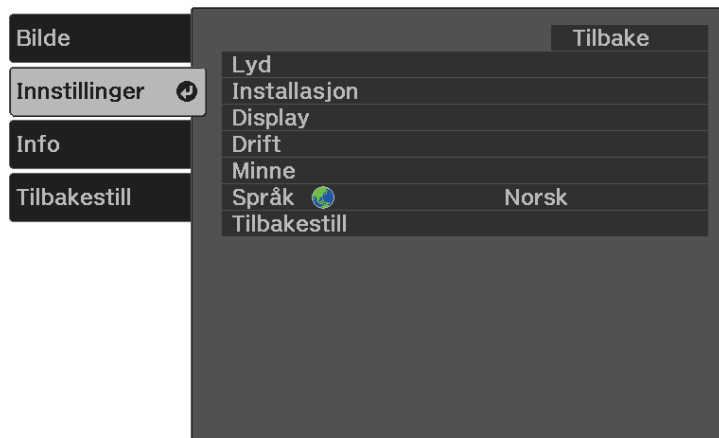 Bilde
Innstillinger
Info
Tilbakestill
Tilbake
Lyd
Installasjon
Display
Drift
Minne
Språk Norsk
Tilbakestill